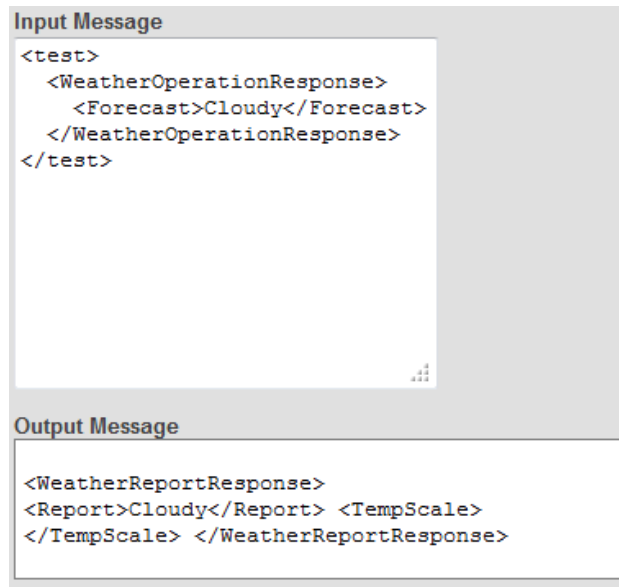 Input Message
<test>
  <WeatherOperationResponse>
    <Forecast>Cloudy</Forecast>
  </WeatherOperationResponse>
</test>
Output Message
<WeatherReportResponse>
<Report>Cloudy</Report> <TempScale>
</TempScale> </WeatherReportResponse>